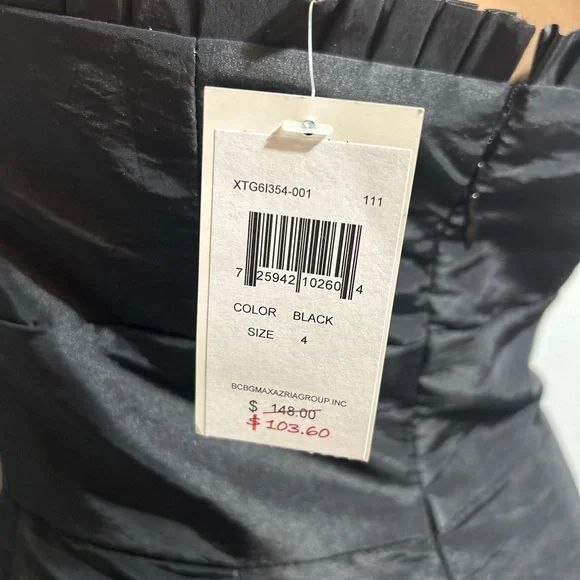 XTG6I354-001 111
7 25942 10260 4
COLOR BLACK
SIZE 4
BCBGMAXAZRIAGROUP.INC
$ 148.00
$103.60